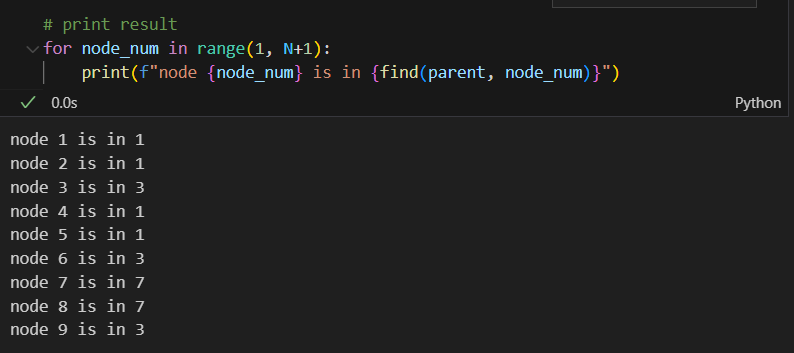 # print result
for node_num in range(1, N+1):
    print(f"node {node_num} is in {find(parent, node_num)}")
0.0s
Python
node 1 is in 1
node 2 is in 1
node 3 is in 3
node 4 is in 1
node 5 is in 1
node 6 is in 3
node 7 is in 7
node 8 is in 7
node 9 is in 3